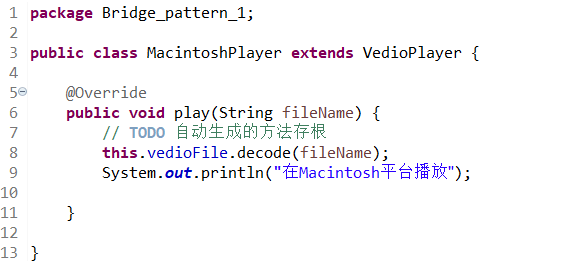 1 package Bridge_pattern_1;
2
3 public class MacintoshPlayer extends VedioPlayer {
4
5 @Override
6 public void play(String fileName) {
7 // TODO 自动生成的方法存根
8 this.vedioFile.decode(fileName);
9 System.out.println("在Macintosh平台播放");
10
11 }
12
13 }